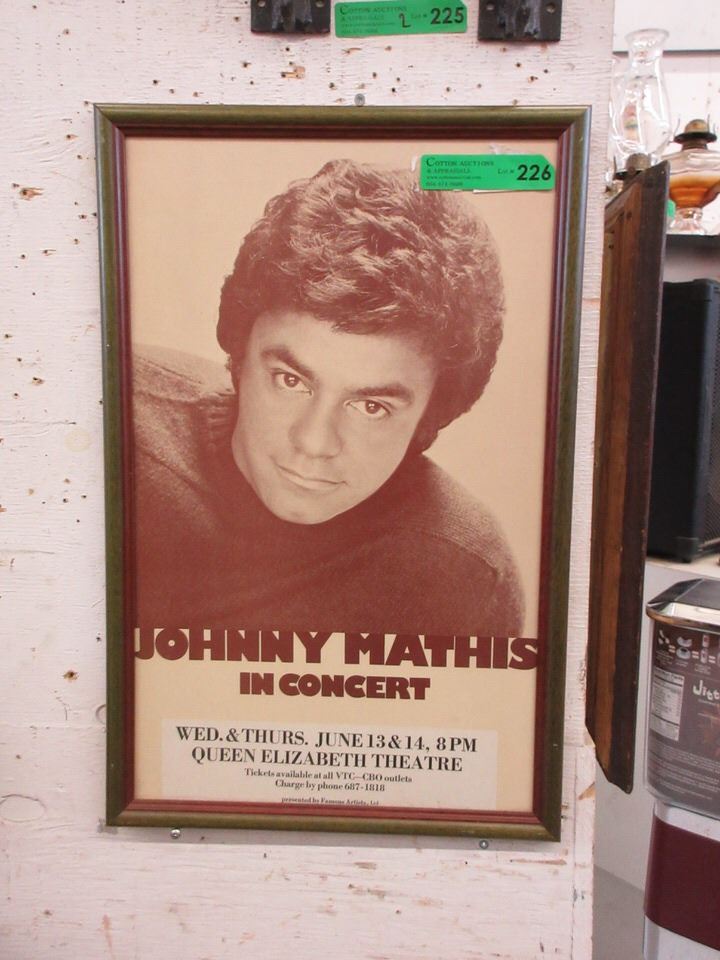 COTTON AUCTIONS
& APPRAISALS
2
Lot # 225
COTTON AUCTIONS
& APPRAISALS
Lot # 226
JOHNNY MATHIS
IN CONCERT
WED. & THURS. JUNE 13 & 14, 8 PM
QUEEN ELIZABETH THEATRE
Tickets available at all VTC—CBO outlets
Charge by phone 687-1818
presented by Famous Artists, Ltd